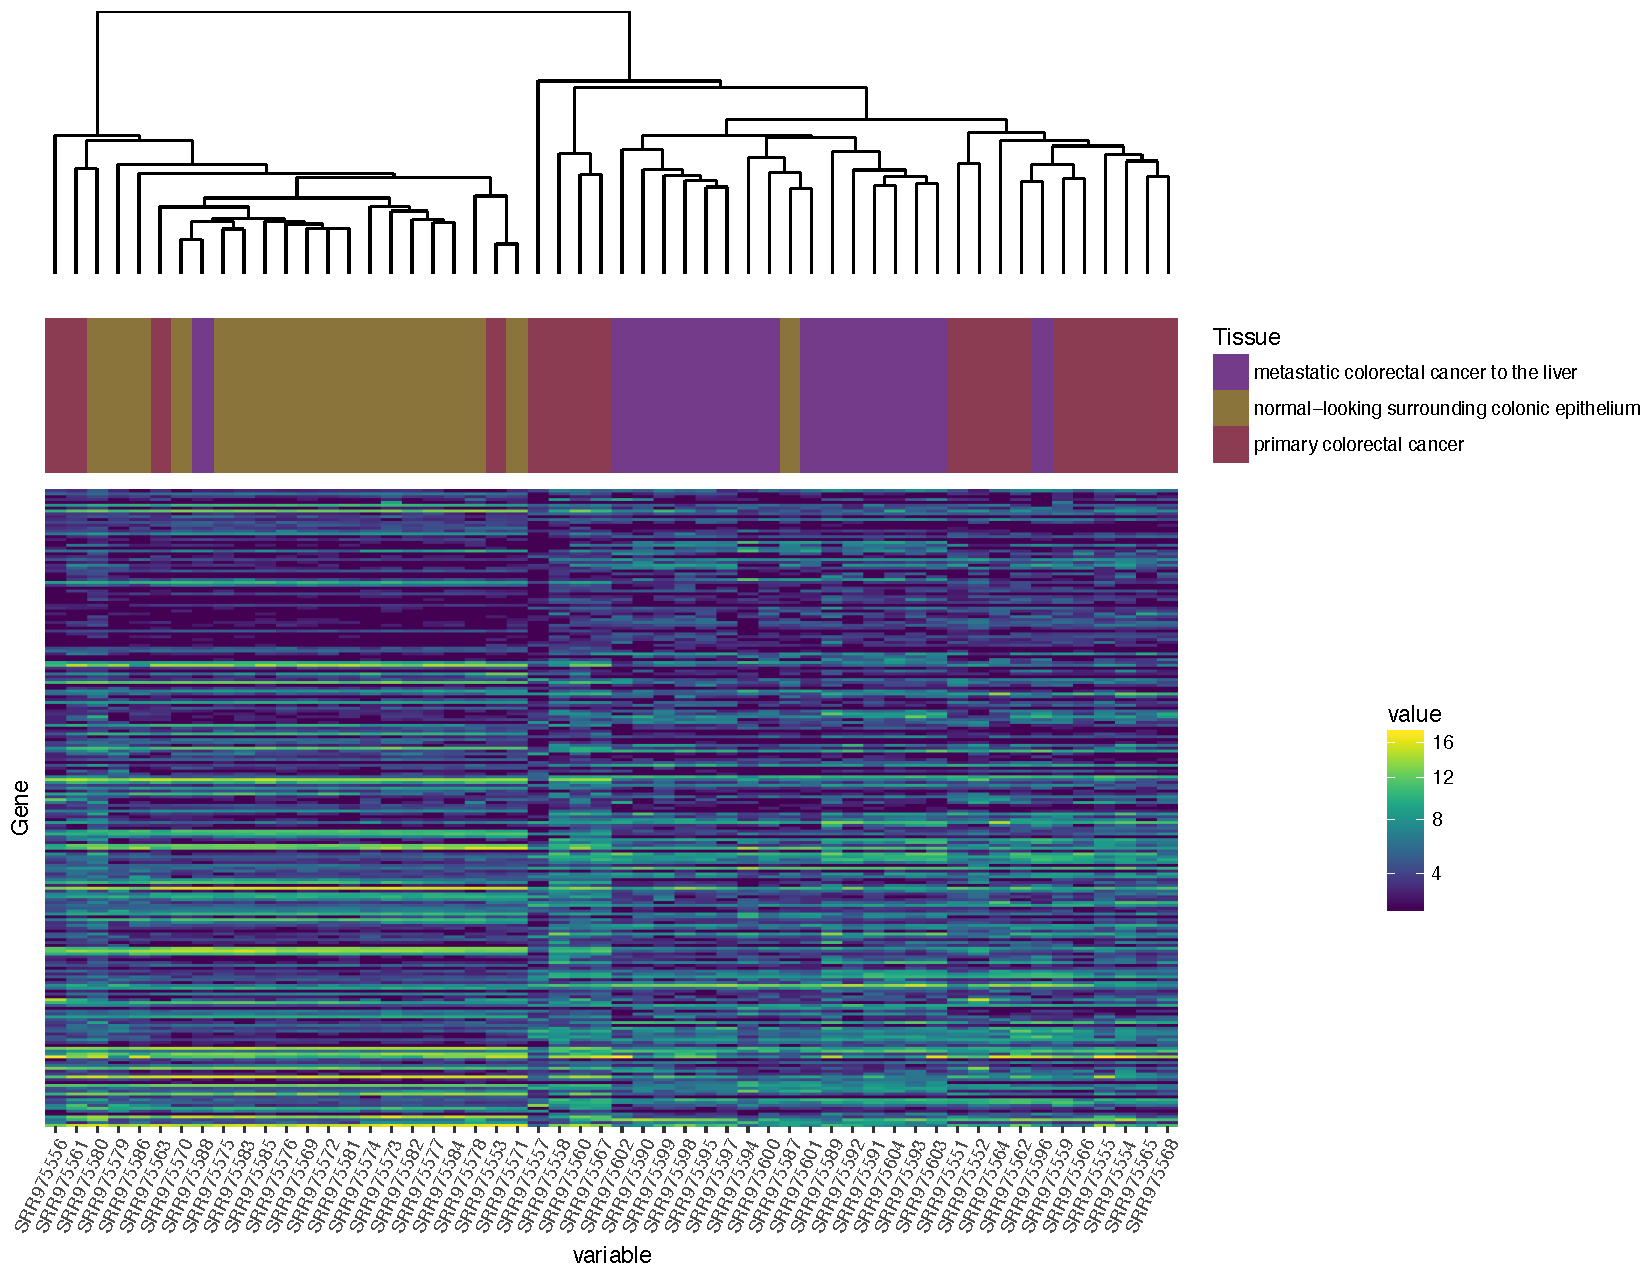 Tissue
metastatic colorectal cancer to the liver
normal−looking surrounding colonic epithelium
primary colorectal cancer
value
16
12
8
4
Gene
SRR975556
SRR975561
SRR975580
SRR975579
SRR975586
SRR975563
SRR975570
SRR975588
SRR975575
SRR975583
SRR975585
SRR975576
SRR975569
SRR975572
SRR975581
SRR975574
SRR975573
SRR975582
SRR975577
SRR975584
SRR975578
SRR975553
SRR975571
SRR975557
SRR975558
SRR975560
SRR975567
SRR975602
SRR975590
SRR975599
SRR975598
SRR975595
SRR975597
SRR975594
SRR975600
SRR975587
SRR975601
SRR975589
SRR975592
SRR975591
SRR975604
SRR975593
SRR975603
SRR975551
SRR975552
SRR975564
SRR975562
SRR975596
SRR975559
SRR975566
SRR975555
SRR975554
SRR975565
SRR975568
variable